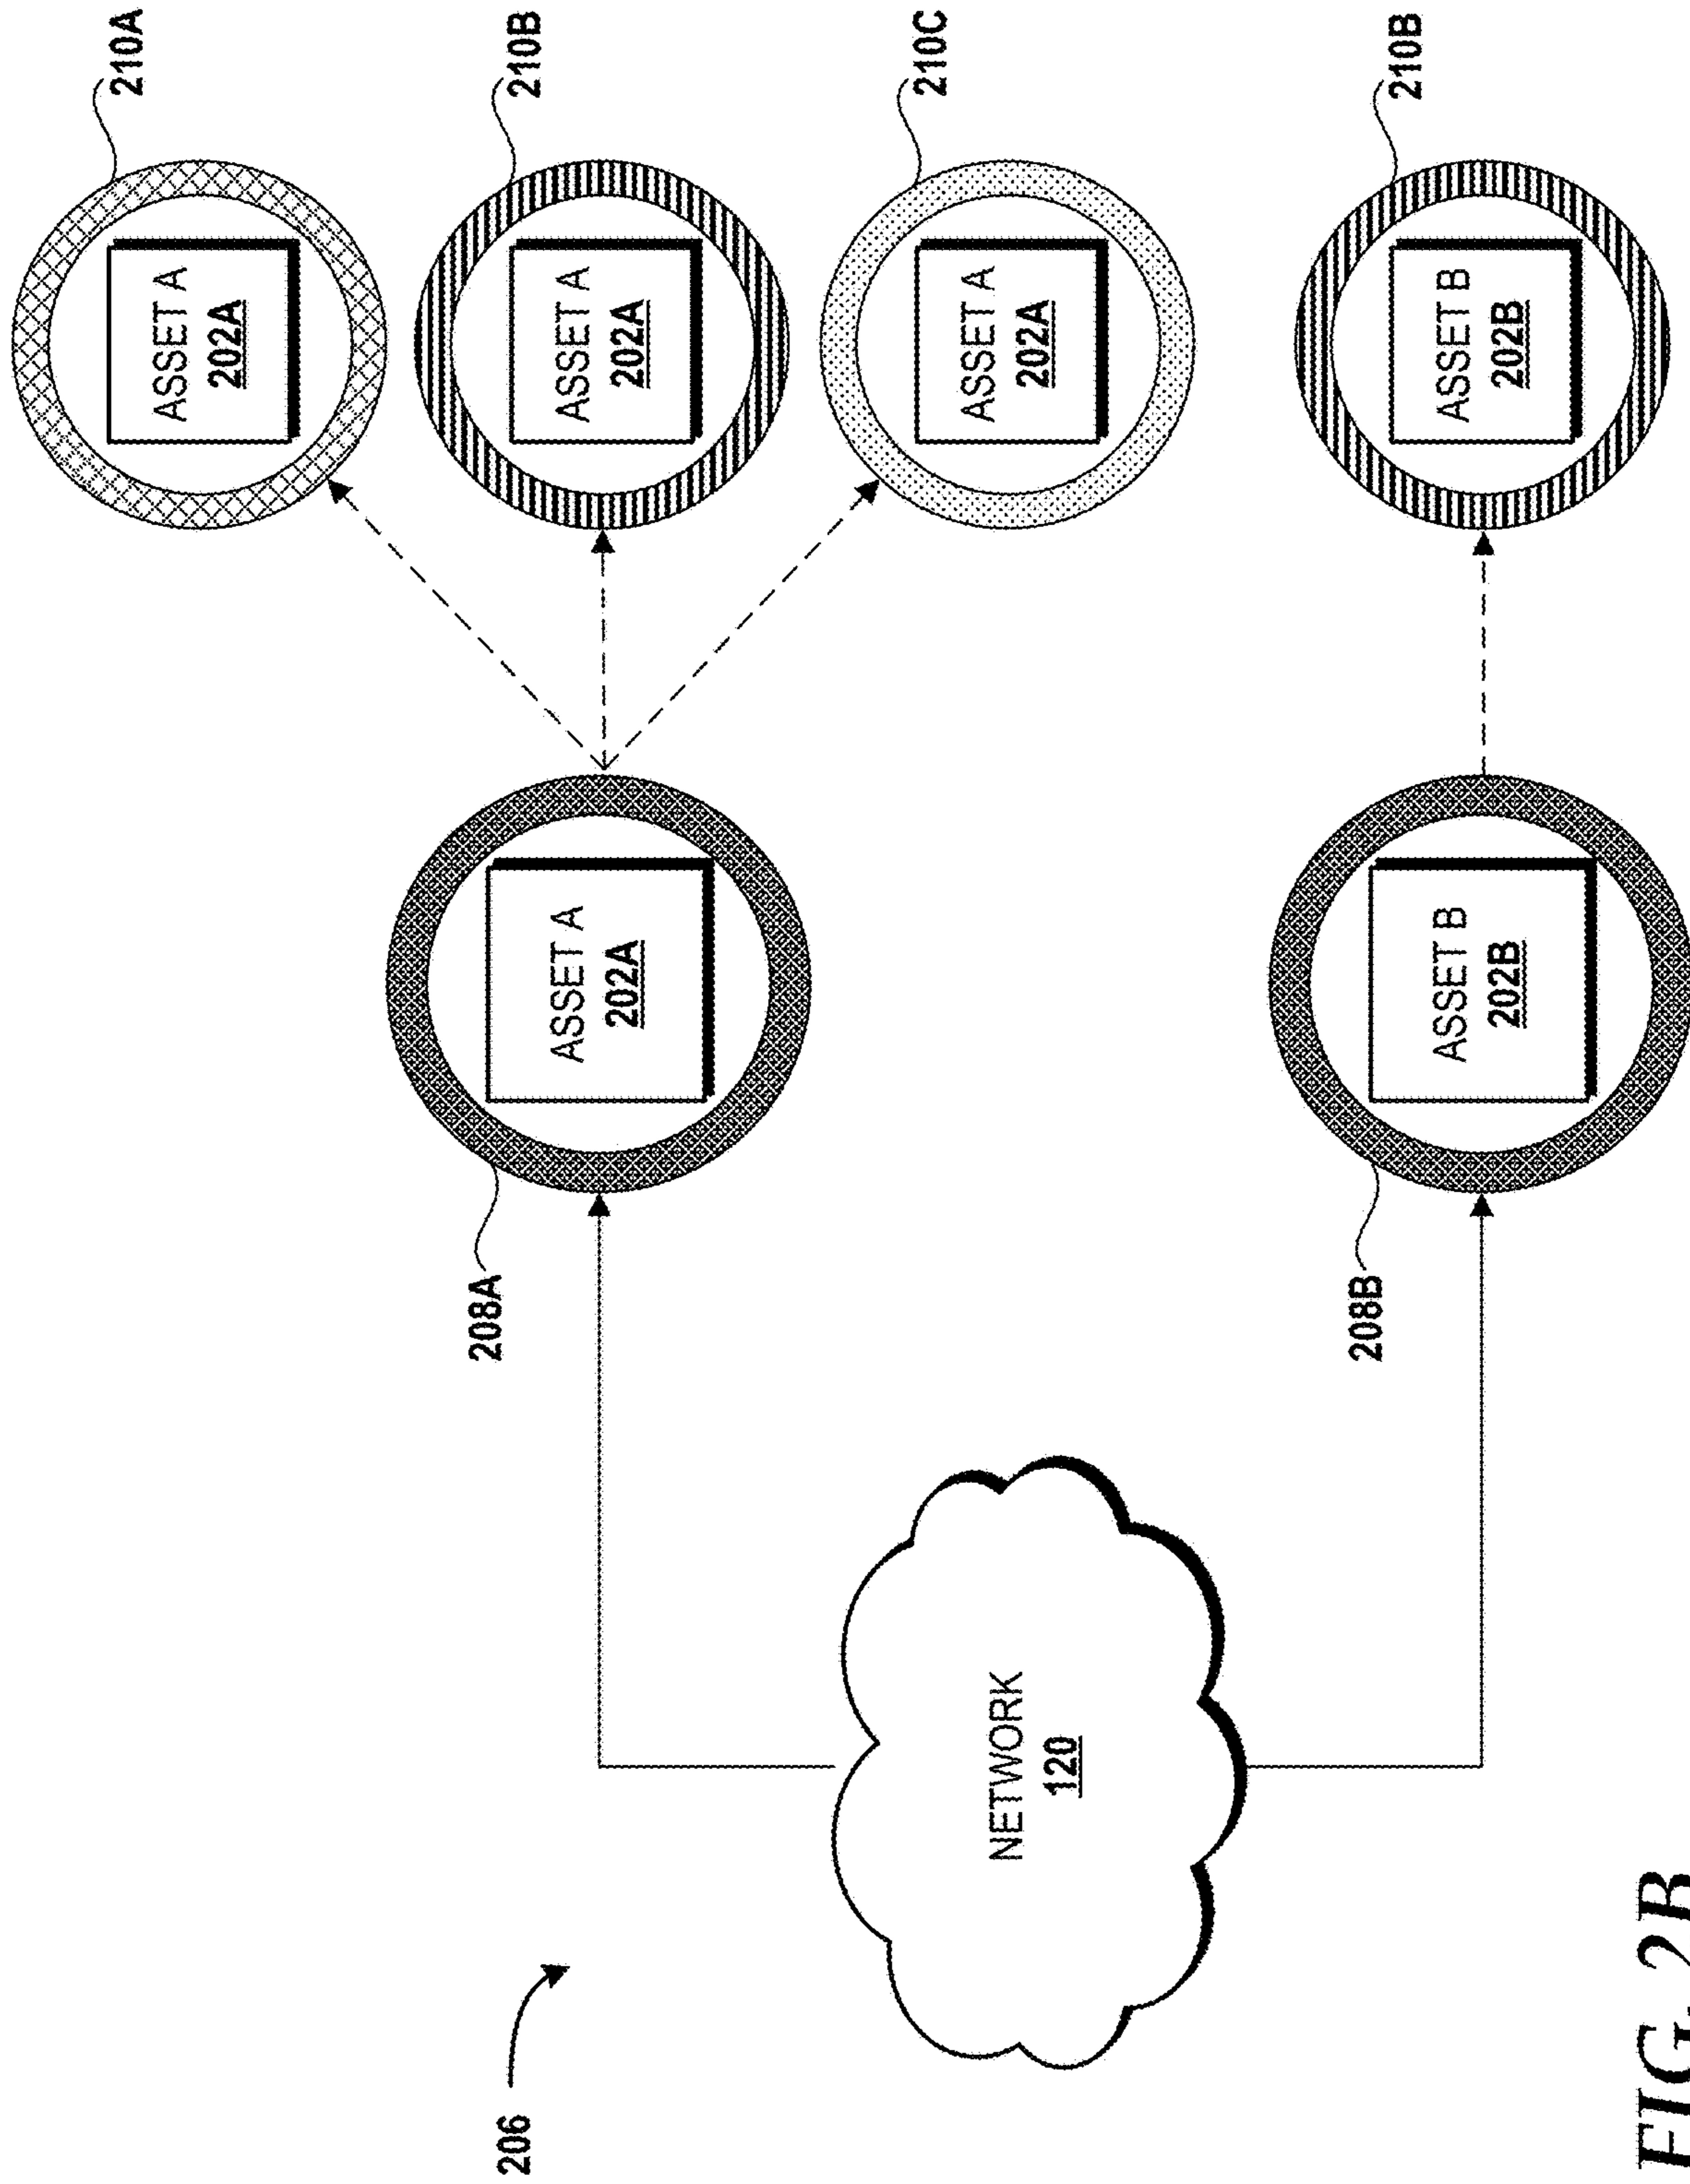 206
NETWORK
120
208A
ASSET A
202A
208B
ASSET B
202B
210A
ASSET A
202A
210B
ASSET A
202A
210C
ASSET A
202A
210B
ASSET B
202B
FIG. 2B